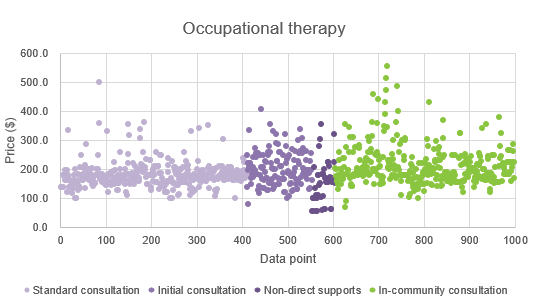 Occupational therapy
600.0
500.0
400.0
300.0
200.0
100.0
0.0
Price ($)
0 100 200 300 400 500 600 700 800 900 1000
Data point
Standard consultation Initial consultation Non-direct supports In-community consultation